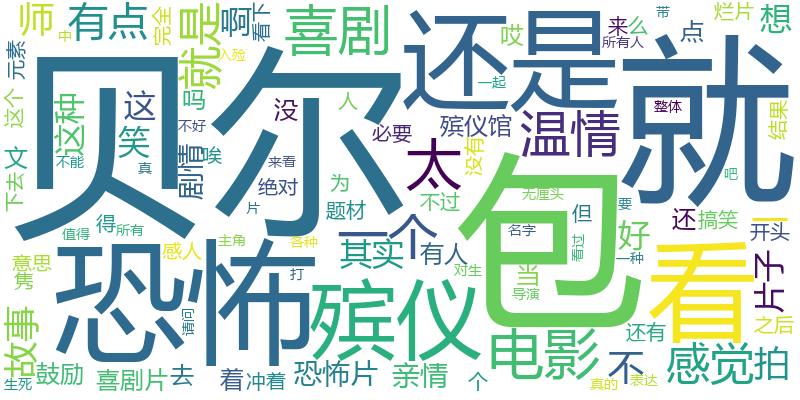 师 有点 完全 就是 啊 看下 喜剧 还是 带 来 么 所有人 点 烂片 想
元素 中 入殓 哎 一起 就
这个 这种 这 吗 没 人 必要 殡仪馆 温情 整体 结果
文 笑 不好 剧情 唉 太 没有
下去 不能 真 来看 绝对 为 不过 包 无厘头 吧
贝尔 片 题材 但 还 搞笑 一
值得 得 所有 主角 各种 一个 有人 名字 要 好 开头
意思 感人 恐怖 打 其实 对生 当 看过 一种 看 片子
隽 请问 殡仪 导演 之后
故事 电影 还有
生死 鼓励 喜剧片 去 着 冲着 恐怖片 亲情 个 真的 不 表达 感觉 拍